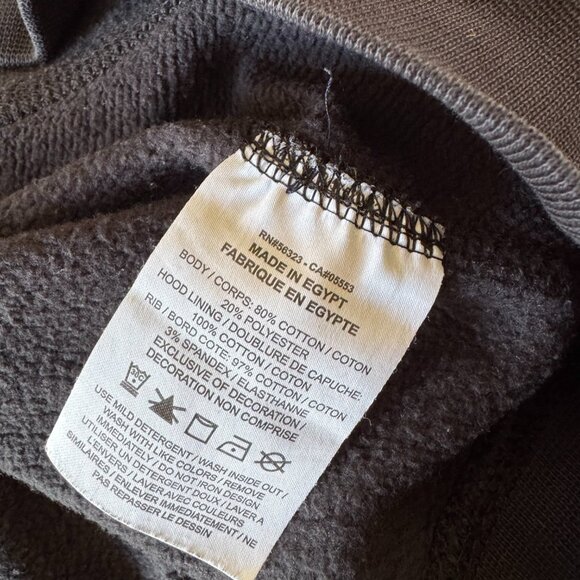 RN#56323 - CA#05553
MADE IN EGYPT
FABRIQUE EN EGYPTE
BODY / CORPS: 80% COTTON / COTON
20% POLYESTER
HOOD LINING / DOUBLURE DE CAPUCHE:
100% COTTON / COTON
RIB / BORD COTE: 97% COTTON / COTON
3% SPANDEX / ELASTHANNE
EXCLUSIVE OF DECORATION /
DECORATION NON COMPRISE
USE MILD DETERGENT / WASH INSIDE OUT /
WASH WITH LIKE COLORS / REMOVE
IMMEDIATELY / DO NOT IRON DESIGN
UTILISER UN DETERGENT DOUX / LAVER A
L'ENVERS / LAVER AVEC COULEURS
SIMILAIRES / ENLEVER IMMEDIATEMENT / NE
PAS REPASSER LE DESSIN